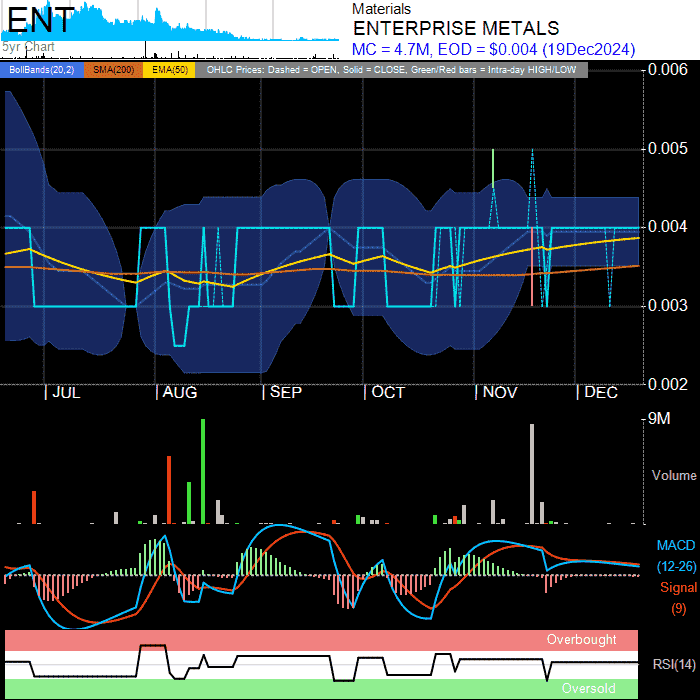 ENT
5yr Chart
Materials
ENTERPRISE METALS
MC = 4.7M, EOD = $0.004 (19Dec2024)
BollBands(20,2) SMA(200) EMA(50) OHLC Prices: Dashed = OPEN, Solid = CLOSE, Green/Red bars = Intra-day HIGH/LOW
0.006
0.005
0.004
0.003
0.002
| JUL | AUG | SEP | OCT | NOV | DEC
9M
Volume
MACD
(12-26)
Signal
(9)
Overbought
RSI(14)
Oversold